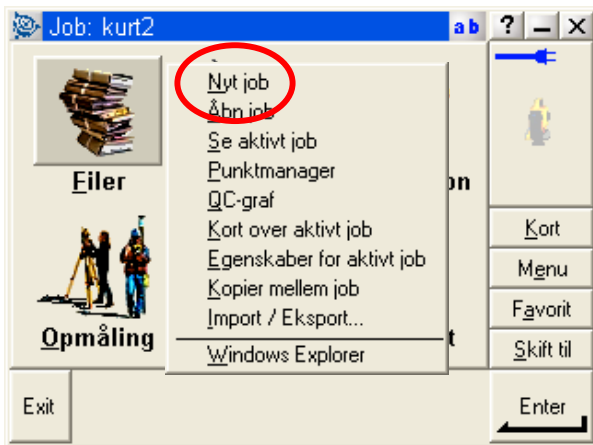 Job: kurt2
a b
?
Nyt job
Åbn job
Se aktivt job
Punktmanager
QC-graf
Kort over aktivt job
Egenskaber for aktivt job
Kopier mellem job
Import / Eksport...
Windows Explorer
Filer
on
Opmåling
t
Kort
Menu
Favorit
Skift til
Exit
Enter